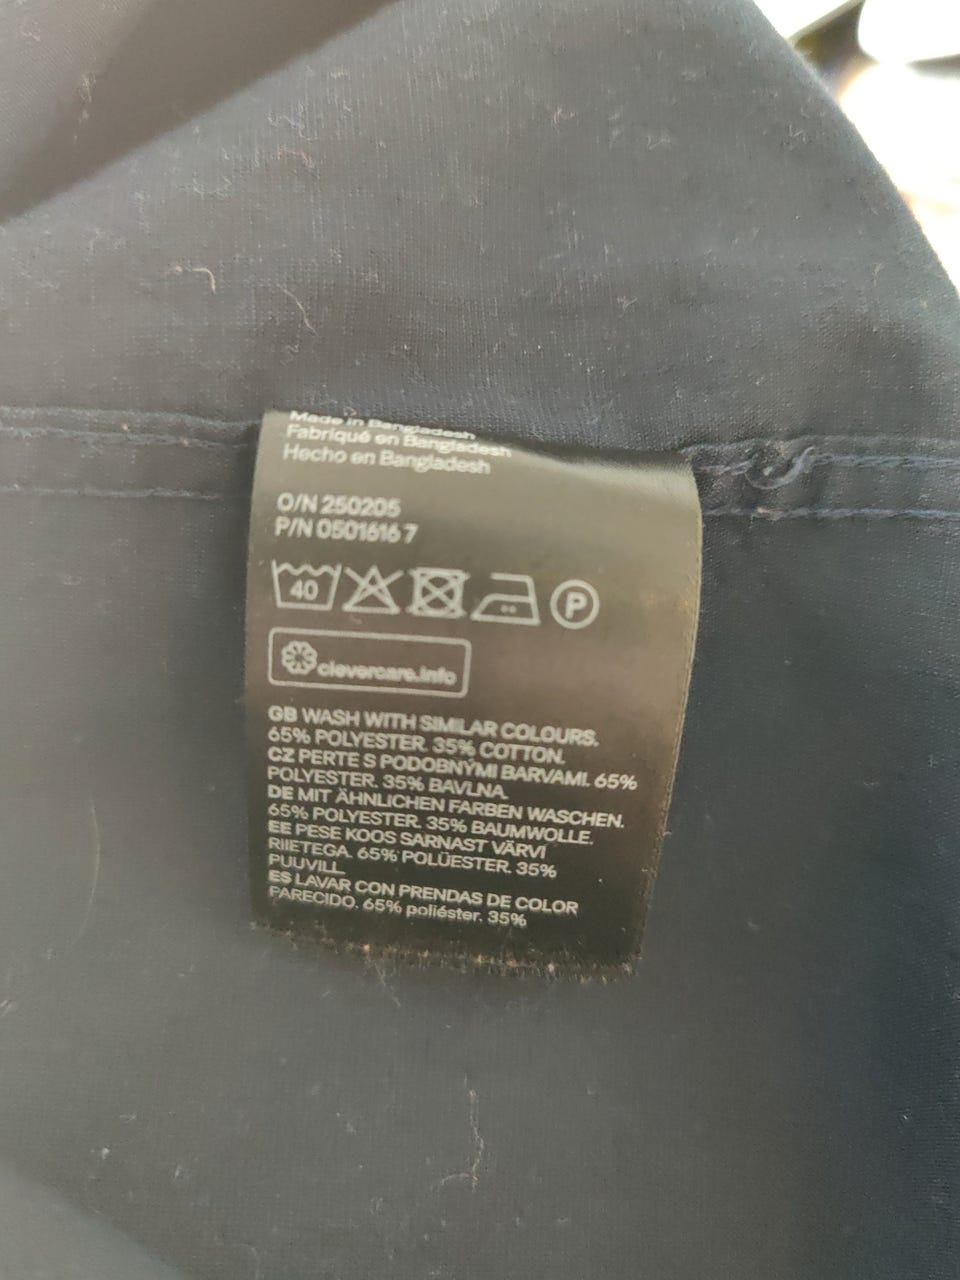 Made in Bangladesh
Fabriqué en Bangladesh
Hecho en Bangladesh
O/N 250205
P/N 0501616 7
40
P
clevercare.info
GB WASH WITH SIMILAR COLOURS.
65% POLYESTER. 35% COTTON.
CZ PERTE S PODOBNÝMI BARVAMI. 65%
POLYESTER. 35% BAVLNA.
DE MIT ÄHNLICHEN FARBEN WASCHEN.
65% POLYESTER. 35% BAUMWOLLE.
EE PESE KOOS SARNAST VÄRVI
RIIETEGA. 65% POLÜESTER. 35%
PUUVILL.
ES LAVAR CON PRENDAS DE COLOR
PARECIDO. 65% poliéster. 35%